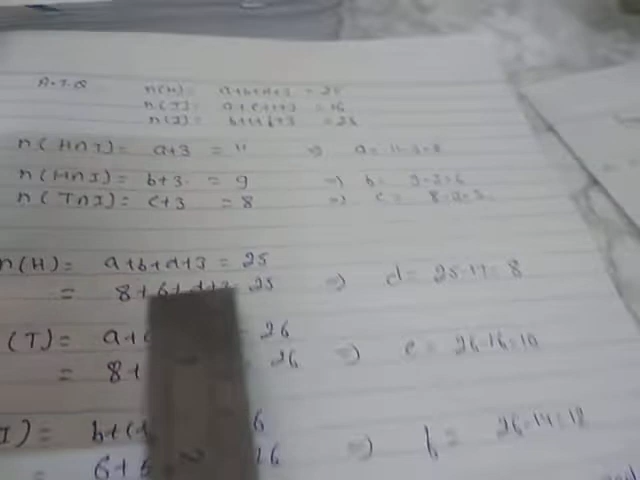 A.T.Q n(H) = a+b+d+3 = 25
n(T) = a+c+e+3 = 26
n(I) = b+c+f+3 = 26
n(H∩T) = a+3 = 11 => a = 11-3=8
n(H∩I) = b+3 = 9 => b = 9-3=6
n(T∩I) = c+3 = 8 => c = 8-3=5
n(H) = a+b+d+3 = 25
= 8+6+d+3 = 25 => d = 25-17=8
(T) = a+ 26
= 8+ 26 => e = 26-16=10
I) = b+c+ 6
= 6+5 26 => f = 26-14=12